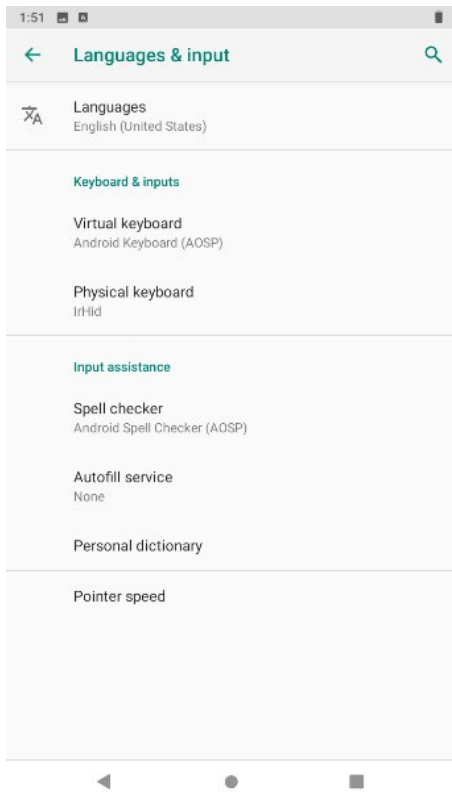 1:51
Languages & input
Languages
English (United States)
Keyboard & inputs
Virtual keyboard
Android Keyboard (AOSP)
Physical keyboard
IrHid
Input assistance
Spell checker
Android Spell Checker (AOSP)
Autofill service
None
Personal dictionary
Pointer speed